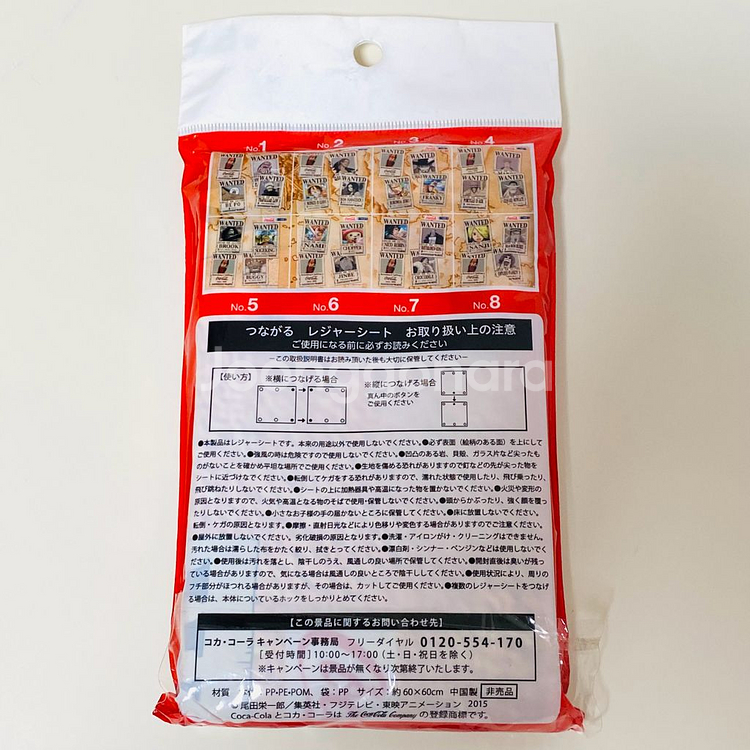 No.1 No.2 No.3 No.4
WANTED WANTED WANTED WANTED
BEPO
FRANKY
WANTED WANTED WANTED WANTED WANTED WANTED WANTED
BROOK NAMI CHOPPER NICO ROBIN SANJI
BUGGY JINBE CROCODILE
No.5 No.6 No.7 No.8
つながる レジャーシート お取り扱い上の注意
ご使用になる前に必ずお読みください
ーこの取扱説明書はお読み頂いた後も大切に保管してくださいー
【使い方】 ※横につなげる場合 ※縦につなげる場合
真ん中のボタンを
ご使用ください
●本製品はレジャーシートです。本来の用途以外で使用しないでください。●必ず表面（絵柄のある面）を上にして
ご使用ください。●強風の時は危険ですので使用しないでください。●凹凸のある岩、貝殻、ガラス片など尖ったも
のがないことを確かめ平坦な場所でご使用ください。●生地を傷める恐れがありますので釘などの先が尖った物を
シートに近づけないでください。●転倒してケガをする恐れがありますので、濡れた状態で使用したり、飛び乗ったり、
飛び跳ねたりしないでください。●シートの上に加熱器具や高温になった物を置かないでください。●火災や変形の
原因となりますので、火気や高温となる物のそばで使用・保管しないでください。●頭からかぶったり、強く顔を覆っ
たりしないでください。●小さなお子様の手の届かないところに保管してください。●床に放置しないでください。
転倒・ケガの原因となります。●摩擦・直射日光などにより色移りや変色する場合がありますのでご注意ください。
●屋外に放置しないでください。劣化破損の原因となります。●洗濯・アイロンがけ・クリーニングはできません。
汚れた場合は濡らした布をかたく絞り、拭きとってください。●漂白剤・シンナー・ベンジンなどは使用しないでく
ださい。●使用後は汚れを落とし、陰干しのうえ、風通しの良い場所で保管してください。●開封直後は臭いが残っ
ている場合がありますので、気になる場合は風通しの良いところで陰干ししてください。●使用状況により、周りの
フチ部分がほつれる場合がありますが、その場合は、カットしてご使用ください。●複数のレジャーシートをつなげ
る場合は、本体についているホックをしっかりとめてください。
【この景品に関するお問い合わせ先】
コカ・コーラ キャンペーン事務局 フリーダイヤル 0120-554-170
［受付時間］10:00～17:00（土・日・祝日を除く）
※キャンペーンは景品が無くなり次第終了いたします。
材質 PP・PE・POM、袋：PP サイズ：約60×60cm 中国製 非売品
©尾田栄一郎／集英社・フジテレビ・東映アニメーション 2015
Coca-Cola とコカ・コーラは The Coca-Cola Company の登録商標です。